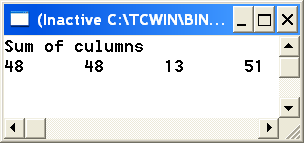 (Inactive C:\TCWIN\BIN...
Sum of culumns
48 48 13 51